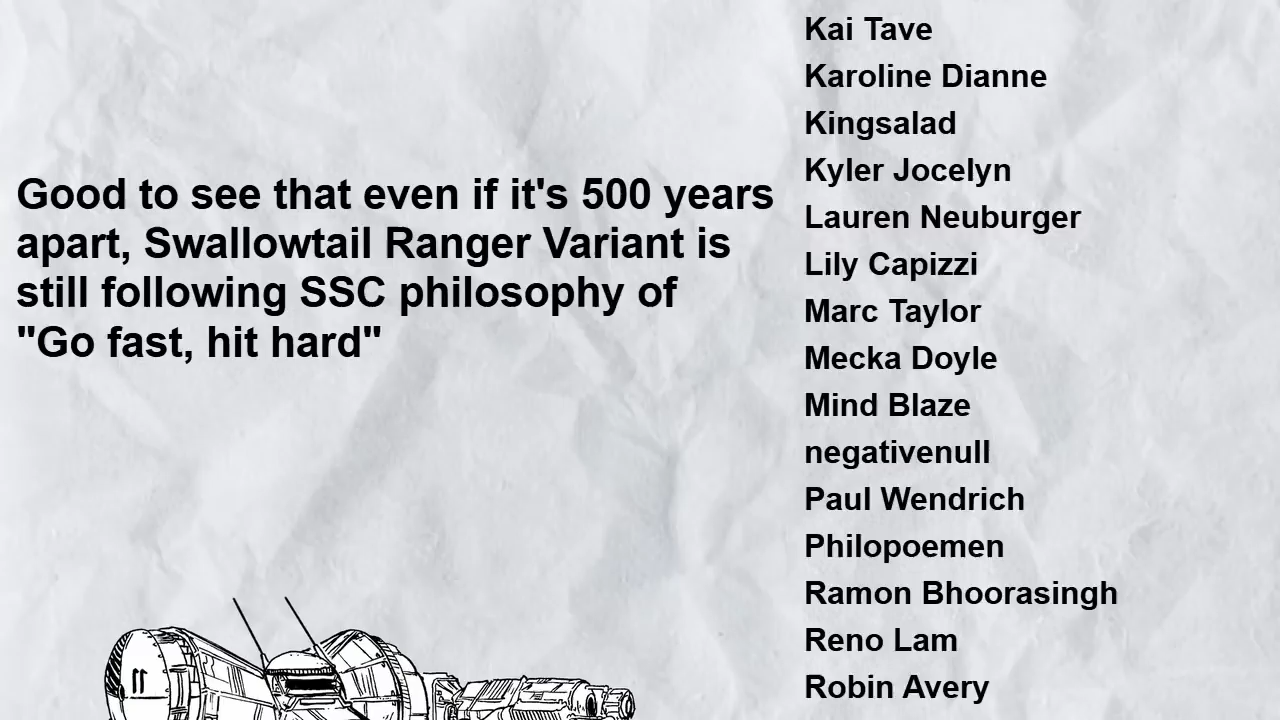 Good to see that even if it's 500 years
apart, Swallowtail Ranger Variant is
still following SSC philosophy of
"Go fast, hit hard"
Kai Tave
Karoline Dianne
Kingsalad
Kyler Jocelyn
Lauren Neuburger
Lily Capizzi
Marc Taylor
Mecka Doyle
Mind Blaze
negativenull
Paul Wendrich
Philopoemen
Ramon Bhoorasingh
Reno Lam
Robin Avery